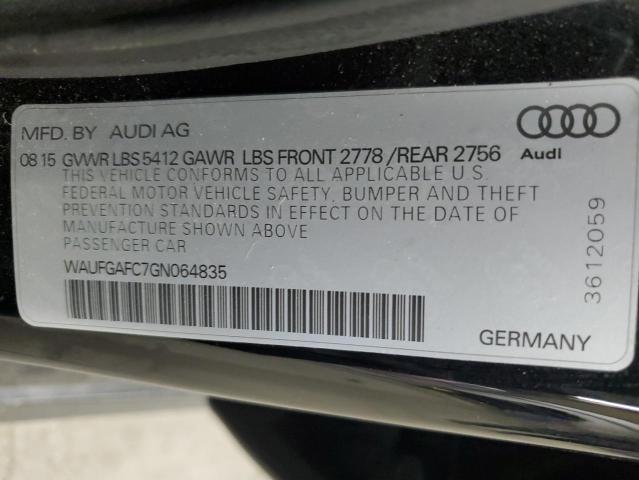 MFD. BY AUDI AG
08 15 GVWR LBS 5412 GAWR LBS FRONT 2778 /REAR 2756
Audi
THIS VEHICLE CONFORMS TO ALL APPLICABLE U.S.
FEDERAL MOTOR VEHICLE SAFETY, BUMPER AND THEFT
PREVENTION STANDARDS IN EFFECT ON THE DATE OF
MANUFACTURE SHOWN ABOVE
PASSENGER CAR
WAUFGAFC7GN064835
3612059
GERMANY